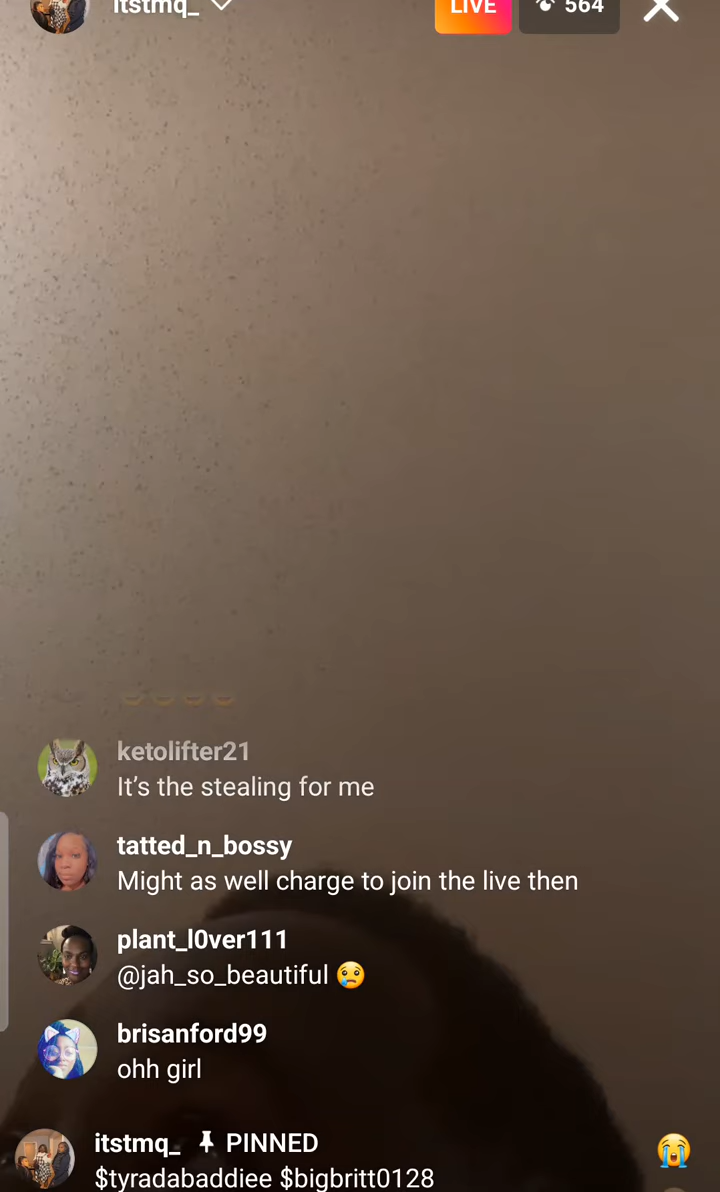 itstmq_
LIVE 564
ketolifter21
It's the stealing for me
tatted_n_bossy
Might as well charge to join the live then
plant_l0ver111
@jah_so_beautiful 😢
brisanford99
ohh girl
itstmq_ 📌 PINNED
$tyradabaddiee $bigbritt0128